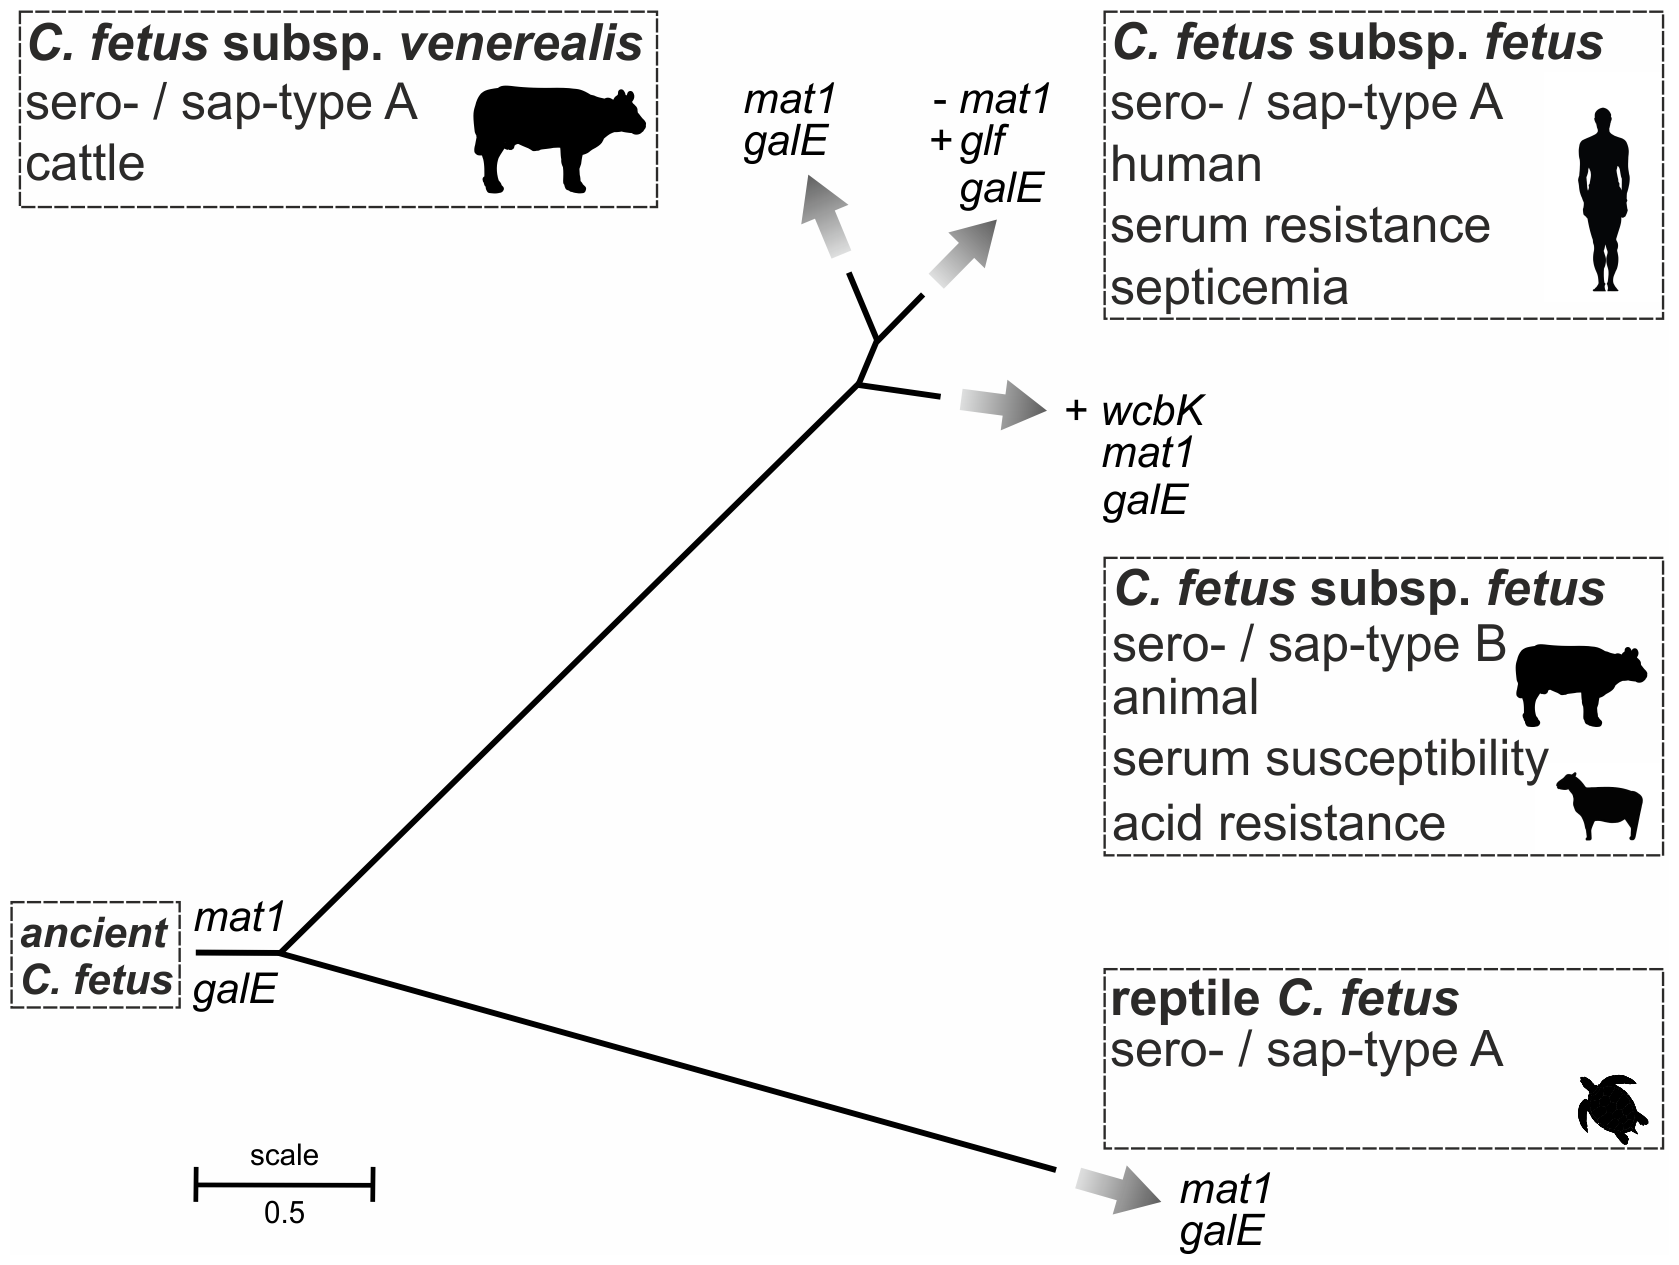 C. fetus subsp. venerealis
sero- / sap-type A
cattle
mat1
galE
- mat1
+ glf
galE
C. fetus subsp. fetus
sero- / sap-type A
human
serum resistance
septicemia
+ wcbK
mat1
galE
C. fetus subsp. fetus
sero- / sap-type B
animal
serum susceptibility
acid resistance
ancient
C. fetus
mat1
galE
reptile C. fetus
sero- / sap-type A
mat1
galE
scale
0.5